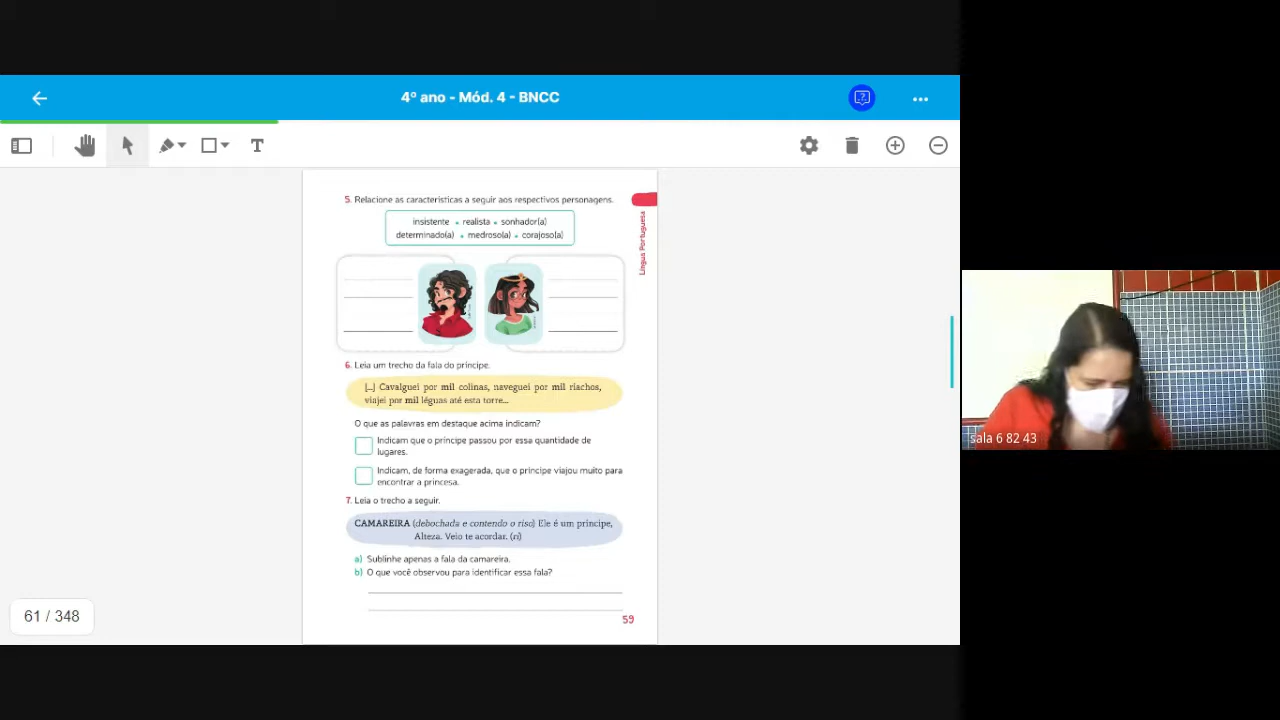 4º ano - Mód. 4 - BNCC
T
5. Relacione as características a seguir aos respectivos personagens.
insistente • realista • sonhador(a)
determinado(a) • medroso(a) • corajoso(a)
Língua Portuguesa
6. Leia um trecho da fala do príncipe.
[...] Cavalguei por mil colinas, naveguei por mil riachos,
viajei por mil léguas até esta torre...
O que as palavras em destaque acima indicam?
Indicam que o príncipe passou por essa quantidade de
lugares.
Indicam, de forma exagerada, que o príncipe viajou muito para
encontrar a princesa.
7. Leia o trecho a seguir.
CAMAREIRA (debochada e contendo o riso) Ele é um príncipe,
Alteza. Veio te acordar. (ri)
a) Sublinhe apenas a fala da camareira.
b) O que você observou para identificar essa fala?
59
61 / 348
sala 6 82 43